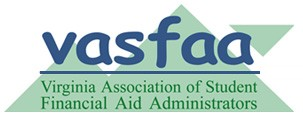 vasfaa
Virginia Association of Student
Financial Aid Administrators